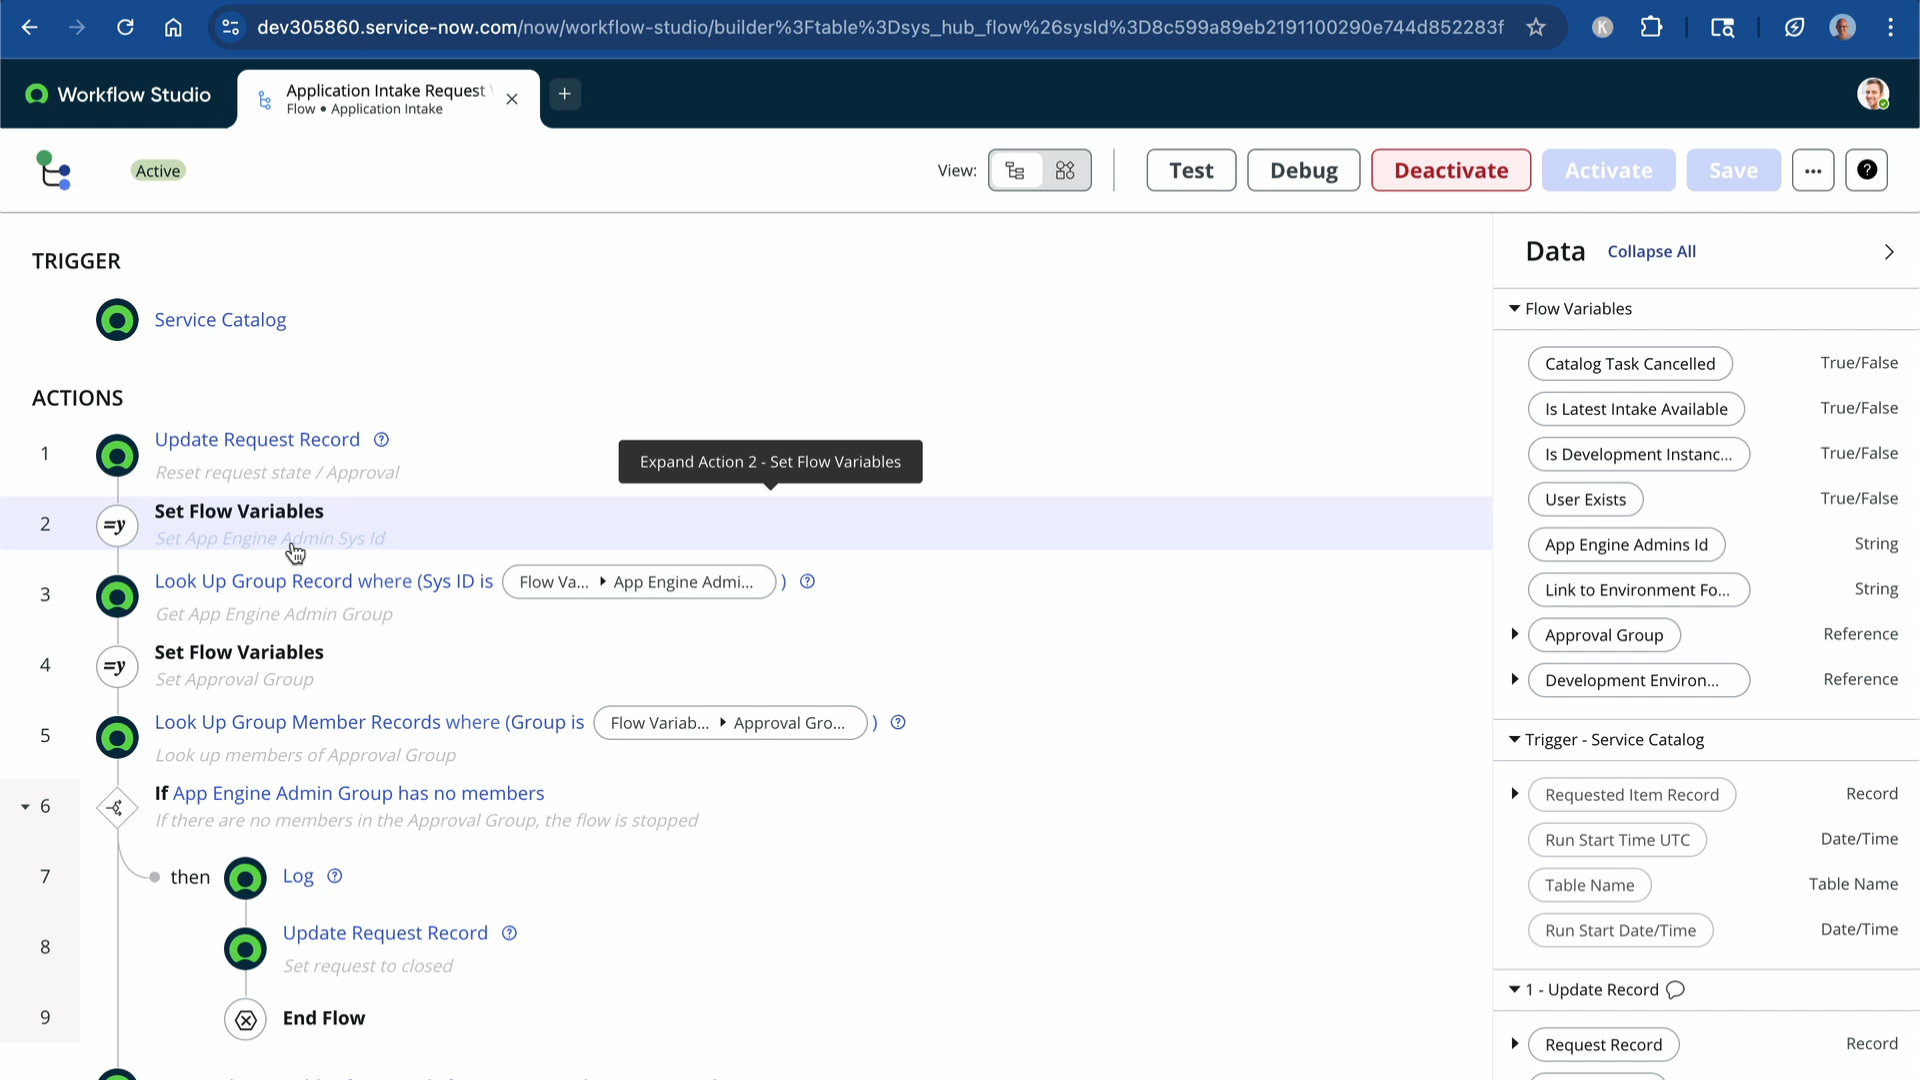 dev305860.service-now.com/now/workflow-studio/builder%3Ftable%3Dsys_hub_flow%26sysId%3D8c599a89eb2191100290e744d852283f
K
Workflow Studio
Application Intake Request
Flow • Application Intake
Active
View:
Test
Debug
Deactivate
Activate
Save
TRIGGER
Service Catalog
ACTIONS
1
Update Request Record
Reset request state / Approval
Expand Action 2 - Set Flow Variables
2
=y
Set Flow Variables
Set App Engine Admin Sys Id
3
Look Up Group Record where (Sys ID is Flow Va... App Engine Admi... )
Get App Engine Admin Group
4
=y
Set Flow Variables
Set Approval Group
5
Look Up Group Member Records where (Group is Flow Variab... Approval Gro... )
Look up members of Approval Group
6
If App Engine Admin Group has no members
If there are no members in the Approval Group, the flow is stopped
7
then
Log
8
Update Request Record
Set request to closed
9
End Flow
Data
Collapse All
Flow Variables
Catalog Task Cancelled True/False
Is Latest Intake Available True/False
Is Development Instanc... True/False
User Exists True/False
App Engine Admins Id String
Link to Environment Fo... String
Approval Group Reference
Development Environ... Reference
Trigger - Service Catalog
Requested Item Record Record
Run Start Time UTC Date/Time
Table Name Table Name
Run Start Date/Time Date/Time
1 - Update Record
Request Record Record